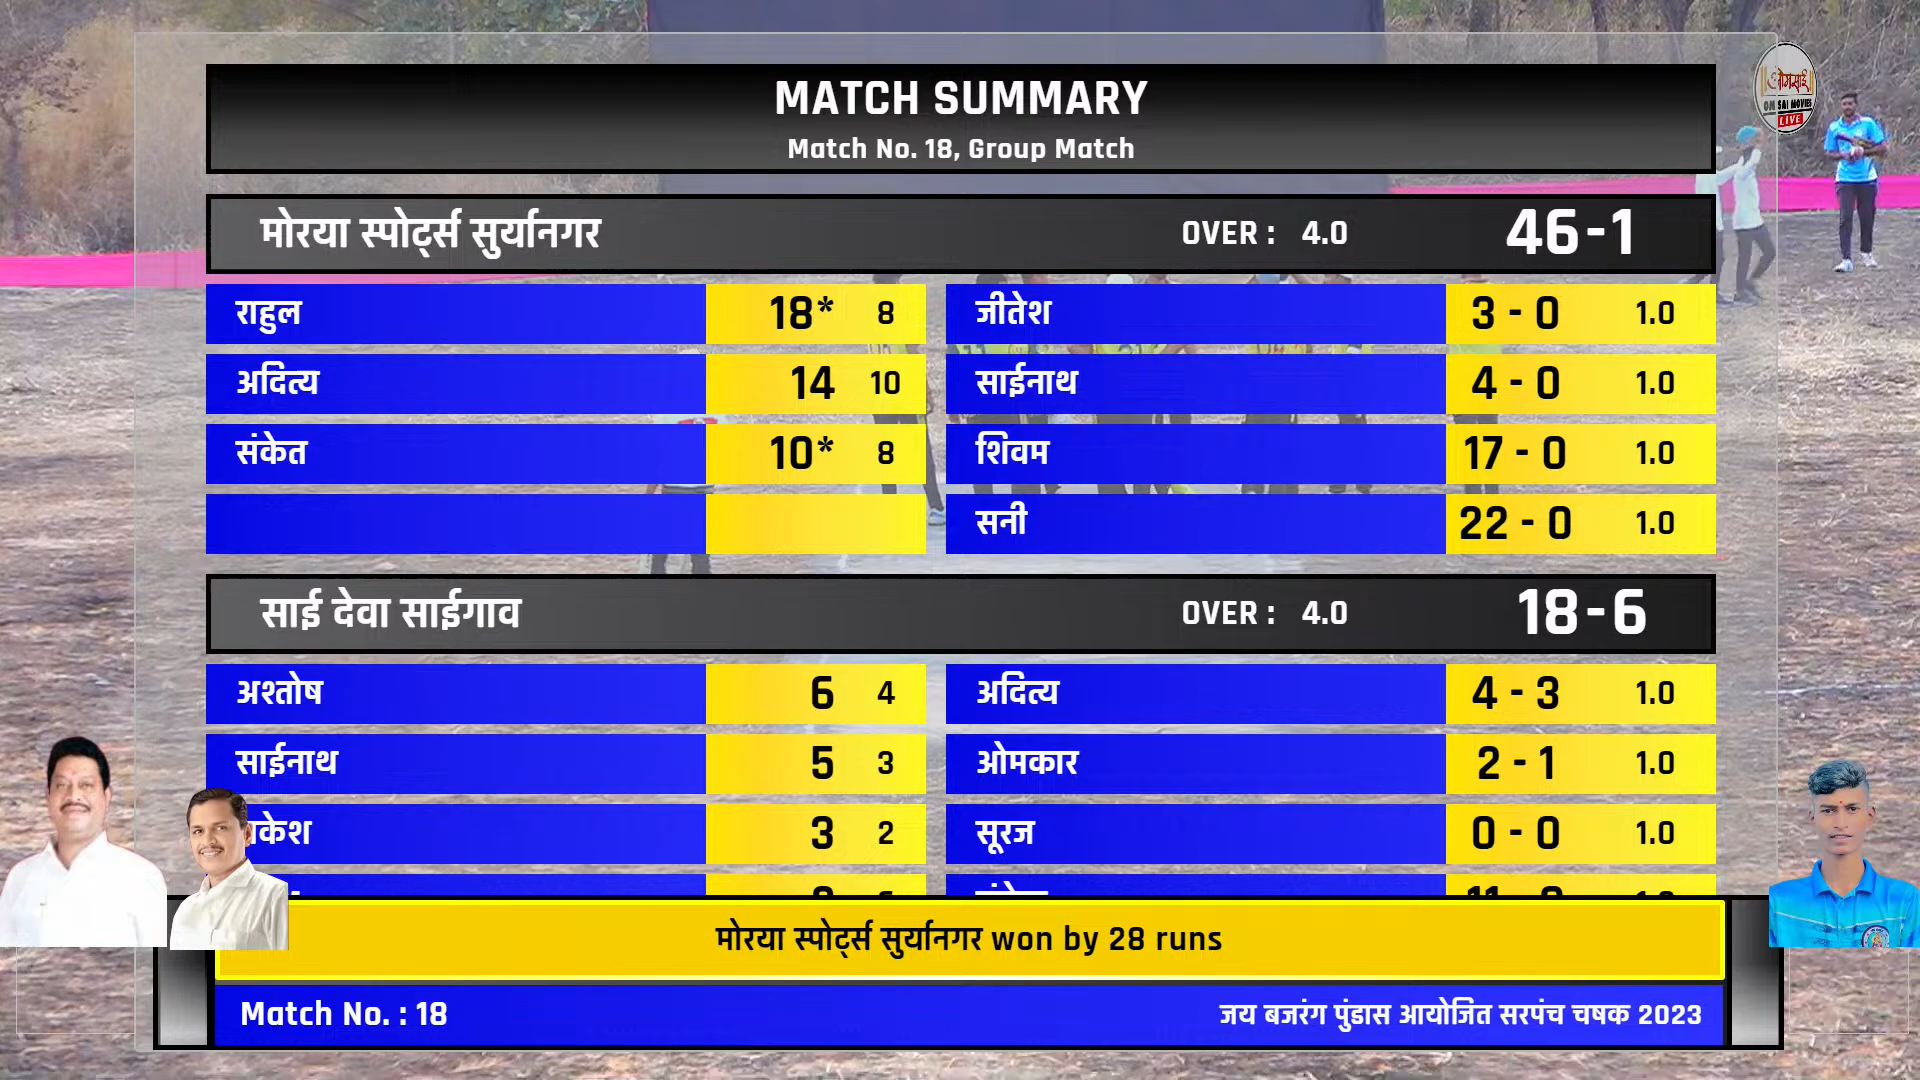 MATCH SUMMARY
Match No. 18, Group Match
मोरया स्पोर्ट्स सुर्यानगर OVER : 4.0 46-1
राहुल 18* 8 जीतेश 3 - 0 1.0
अदित्य 14 10 साईनाथ 4 - 0 1.0
संकेत 10* 8 शिवम 17 - 0 1.0
सनी 22 - 0 1.0
साई देवा साईगाव OVER : 4.0 18-6
अश्तोष 6 4 अदित्य 4 - 3 1.0
साईनाथ 5 3 ओमकार 2 - 1 1.0
3 2 सूरज 0 - 0 1.0
मोरया स्पोर्ट्स सुर्यानगर won by 28 runs
Match No. : 18 जय बजरंग पुंडास आयोजित सरपंच चषक 2023
OM SAI MOVIES
LIVE